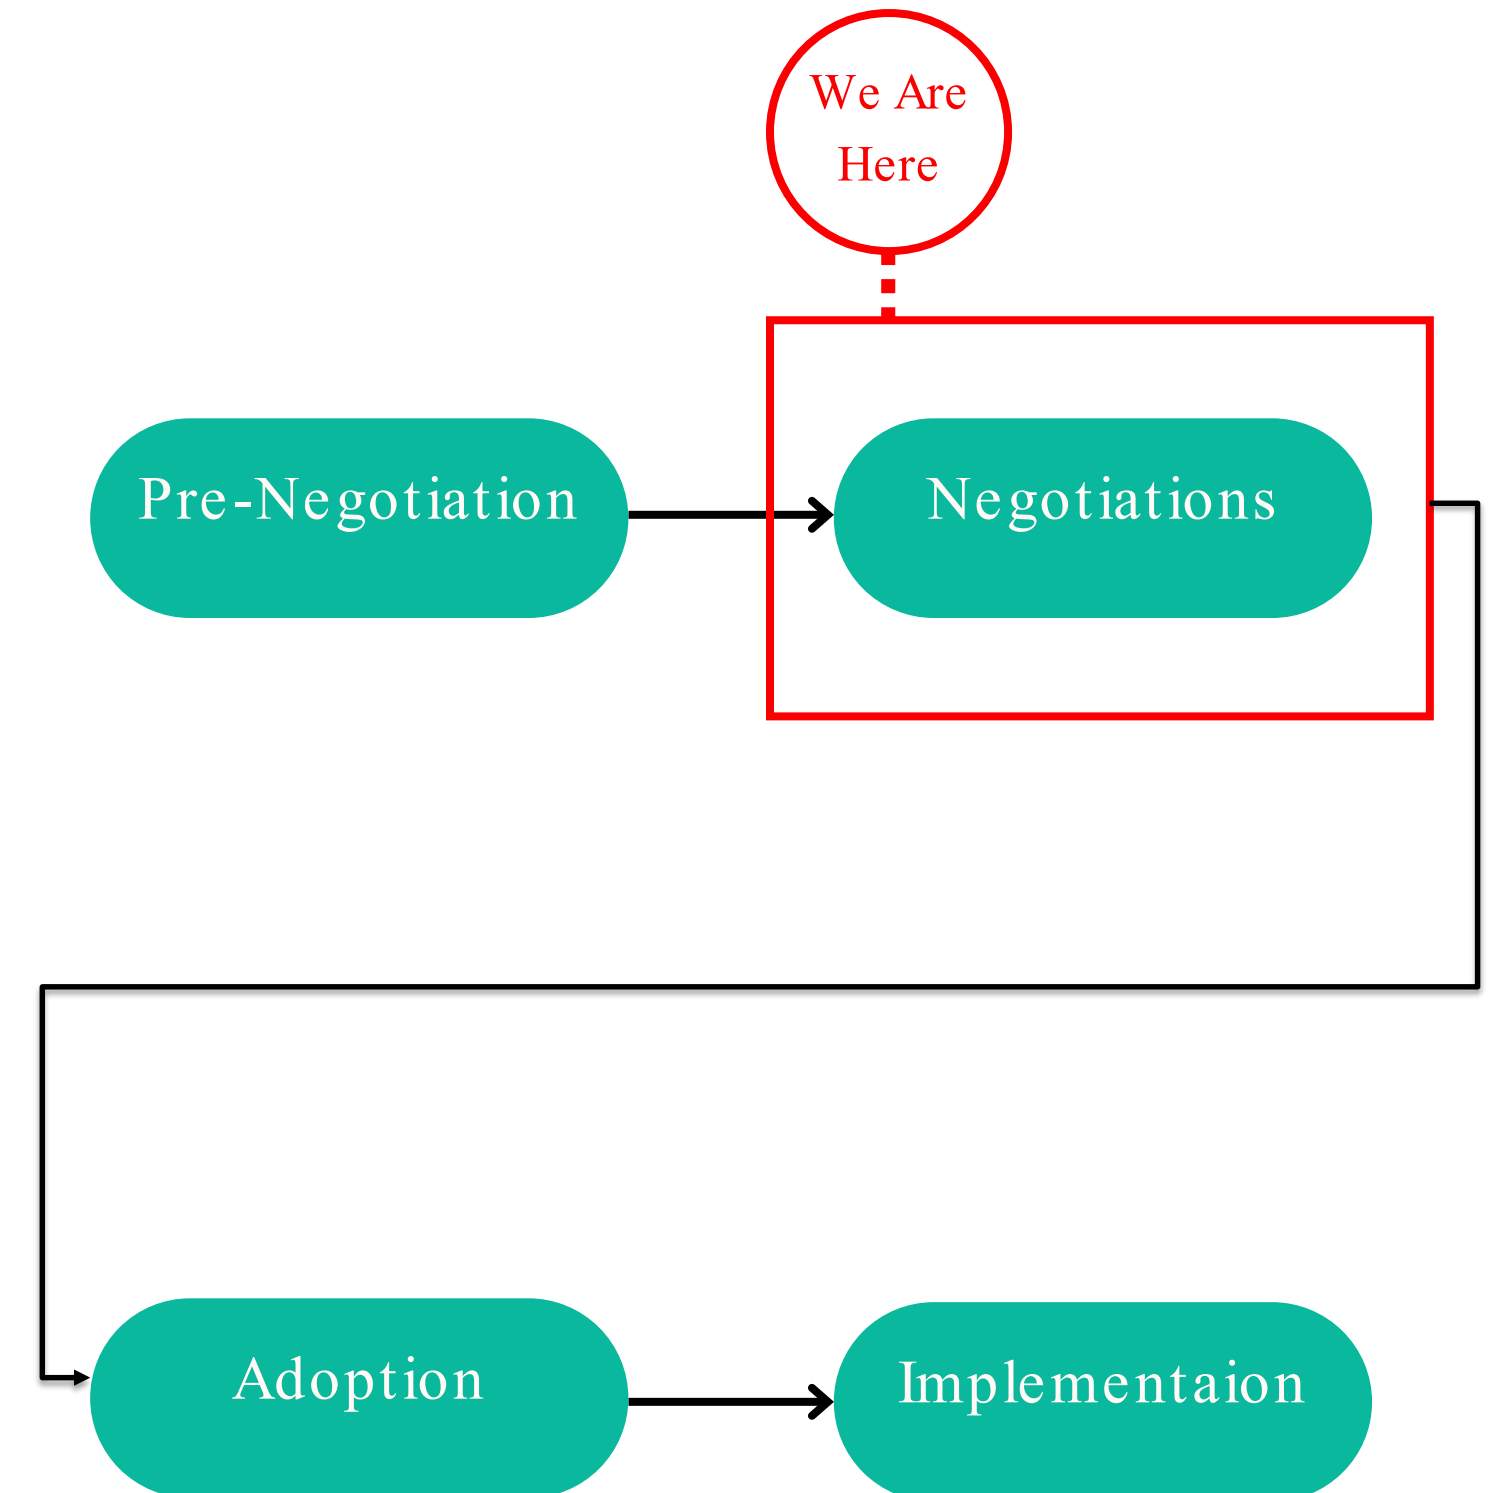 We Are
Here
Pre-Negotiation
Negotiations
Adoption
Implementaion